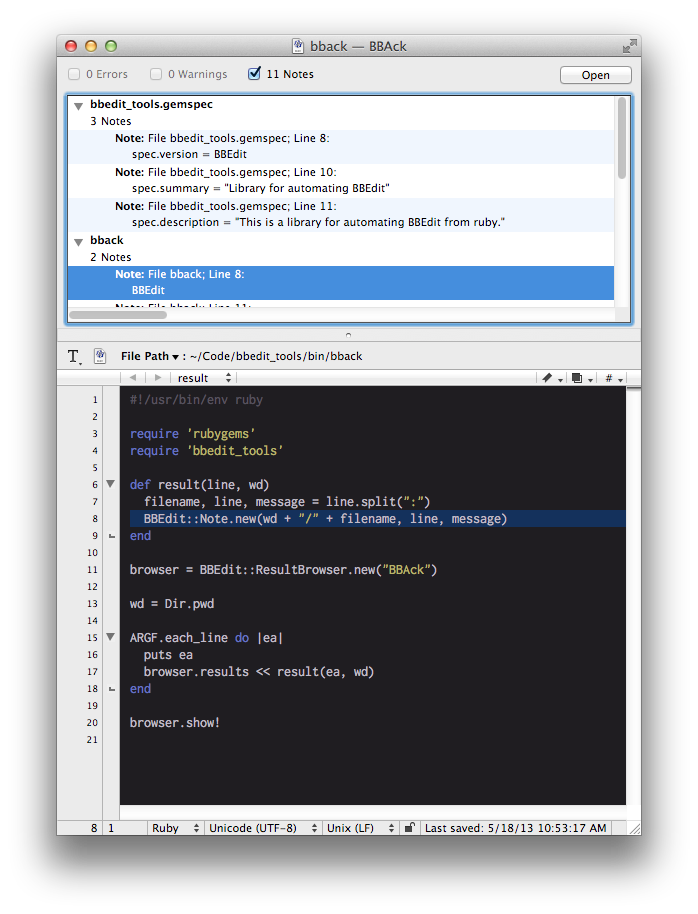 bback — BBAck
0 Errors 0 Warnings 11 Notes Open
bbedit_tools.gemspec
3 Notes
Note: File bbedit_tools.gemspec; Line 8:
spec.version = BBEdit
Note: File bbedit_tools.gemspec; Line 10:
spec.summary = "Library for automating BBEdit"
Note: File bbedit_tools.gemspec; Line 11:
spec.description = "This is a library for automating BBEdit from ruby."
bback
2 Notes
Note: File bback; Line 8:
BBEdit
Note: File bback; Line 11:
T File Path : ~/Code/bbedit_tools/bin/bback
result #
1 #!/usr/bin/env ruby
2
3 require 'rubygems'
4 require 'bbedit_tools'
5
6 def result(line, wd)
7 filename, line, message = line.split(":")
8 BBEdit::Note.new(wd + "/" + filename, line, message)
9 end
10
11 browser = BBEdit::ResultBrowser.new("BBAck")
12
13 wd = Dir.pwd
14
15 ARGF.each_line do |ea|
16 puts ea
17 browser.results << result(ea, wd)
18 end
19
20 browser.show!
21
8 1 Ruby Unicode (UTF-8) Unix (LF) Last saved: 5/18/13 10:53:17 AM